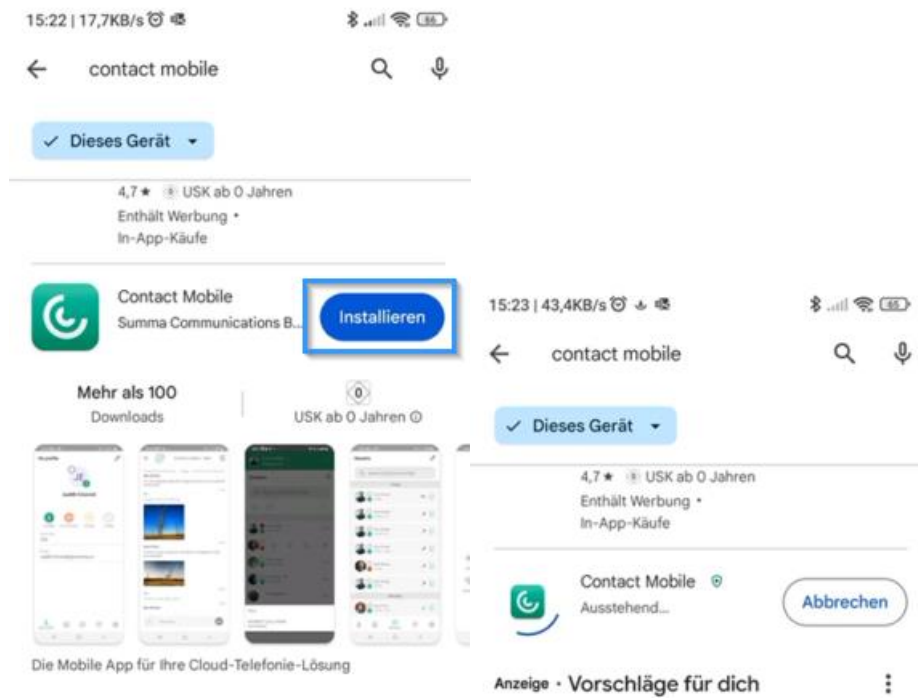 15:22 | 17,7KB/s
66
contact mobile
Dieses Gerät
4,7 ★ USK ab 0 Jahren
Enthält Werbung •
In-App-Käufe
Contact Mobile
Summa Communications B...
Installieren
Mehr als 100
Downloads
0
USK ab 0 Jahren
Die Mobile App für Ihre Cloud-Telefonie-Lösung
15:23 | 43,4KB/s
65
contact mobile
Dieses Gerät
4,7 ★ USK ab 0 Jahren
Enthält Werbung •
In-App-Käufe
Contact Mobile
Ausstehend...
Abbrechen
Anzeige • Vorschläge für dich